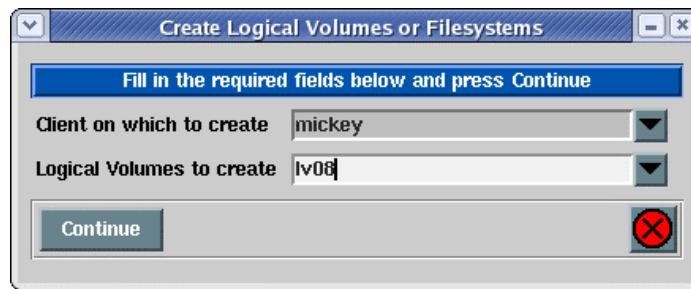 Create Logical Volumes or Filesystems
Fill in the required fields below and press Continue
Client on which to create mickey
Logical Volumes to create lv08
Continue